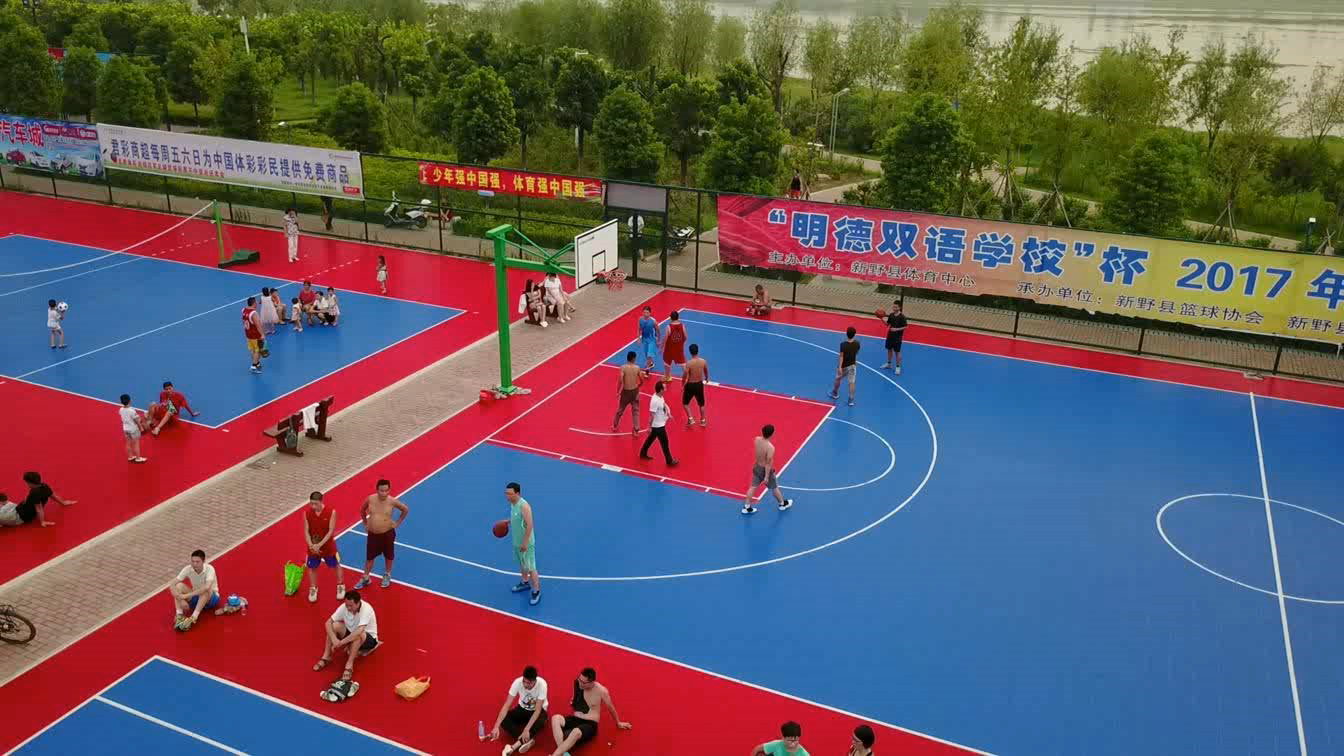 汽车城
君彩商超每周五六日为中国体彩彩民提供免费商品
少年强中国强，体育强中国强
“明德双语学校”杯 2017 年
主办单位：新野县体育中心 承办单位：新野县篮球协会 新野县